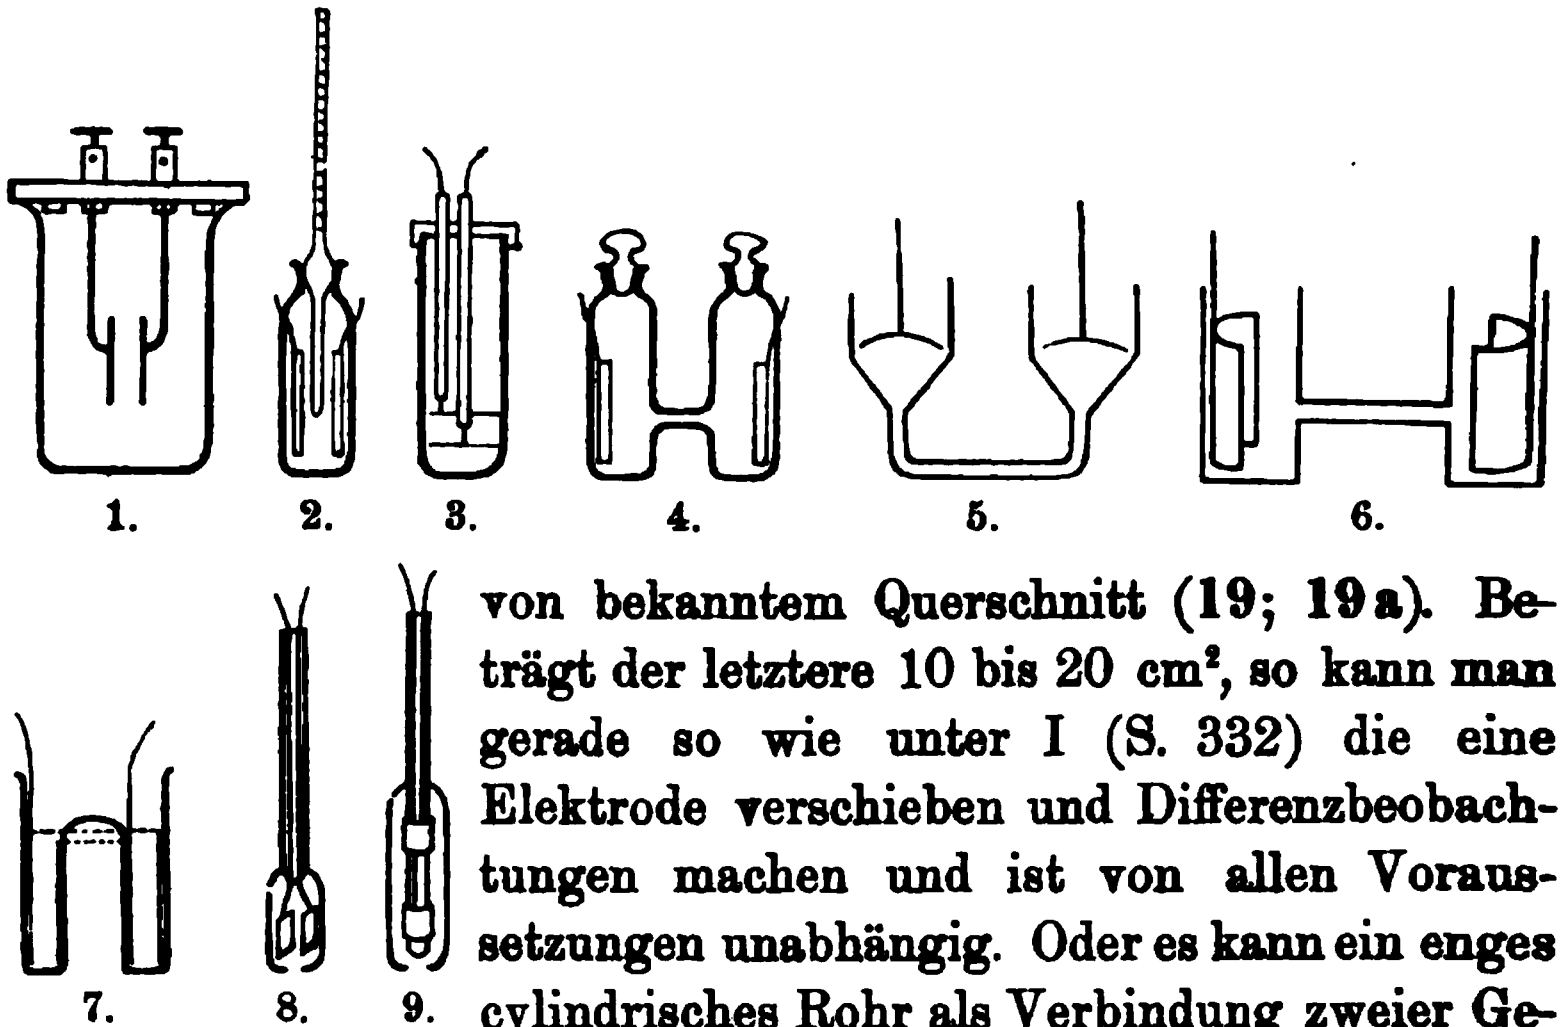 1. 2. 3. 4. 5. 6.
von bekanntem Querschnitt (19; 19a). Be-
trägt der letztere 10 bis 20 cm², so kann man
gerade so wie unter I (S. 332) die eine
Elektrode verschieben und Differenzbeobach-
tungen machen und ist von allen Voraus-
setzungen unabhängig. Oder es kann ein enges
cylindrisches Rohr als Verbindung zweier Ge-
7. 8. 9.